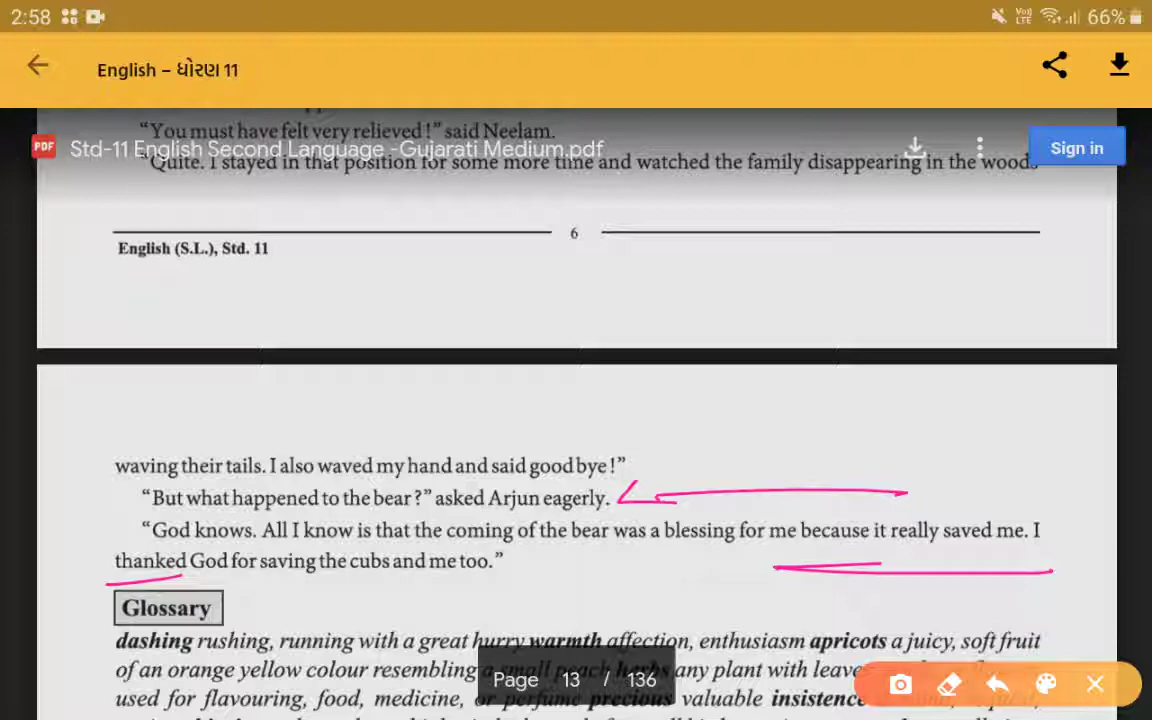 2:58 66%
English – ધોરણ 11
"You must have felt very relieved !" said Neelam.
Std-11 English Second Language -Gujarati Medium.pdf
Sign in
"Quite. I stayed in that position for some more time and watched the family disappearing in the woods
6
English (S.L.), Std. 11
waving their tails. I also waved my hand and said good bye !"
"But what happened to the bear ?" asked Arjun eagerly.
"God knows. All I know is that the coming of the bear was a blessing for me because it really saved me. I
thanked God for saving the cubs and me too."
Glossary
dashing rushing, running with a great hurry warmth affection, enthusiasm apricots a juicy, soft fruit
of an orange yellow colour resembling a small peach herbs any plant with leaves
used for flavouring, food, medicine, or perfume precious valuable insistence
Page 13 / 136